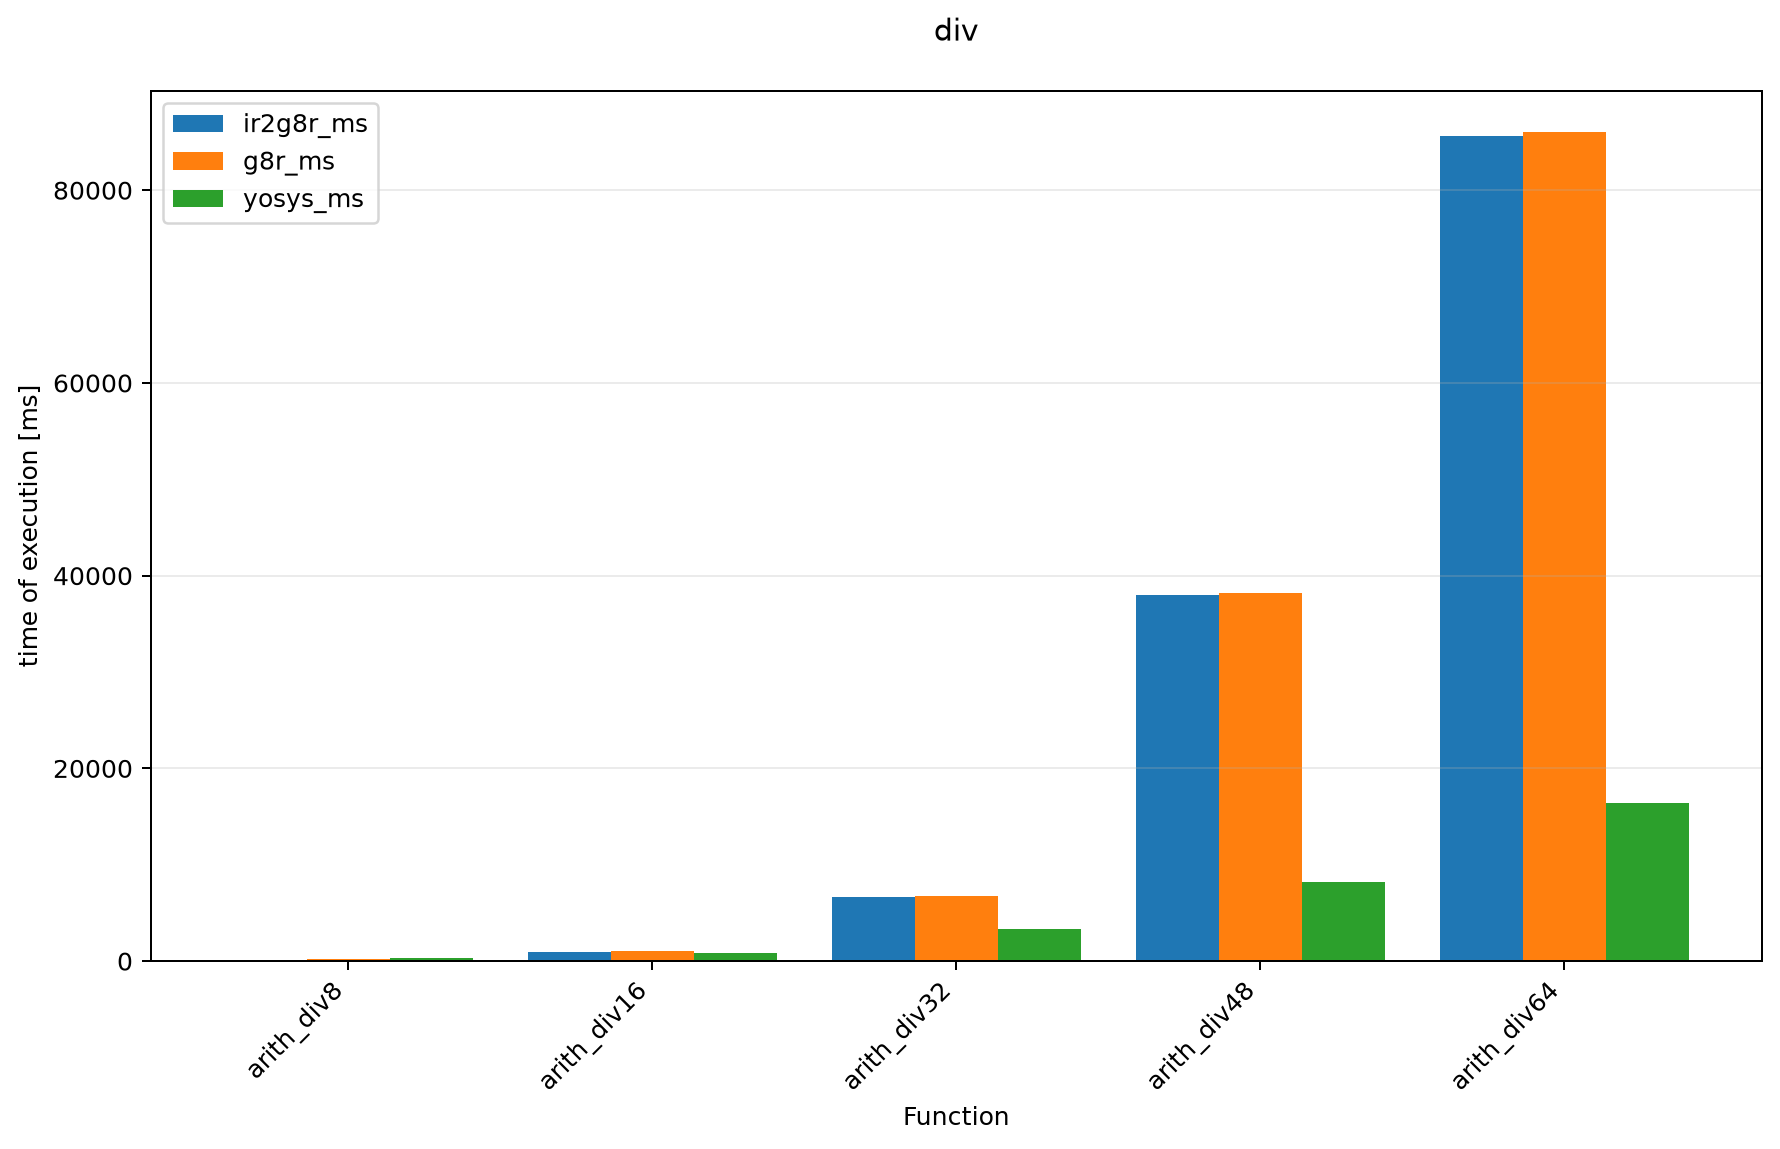 div
ir2g8r_ms
g8r_ms
yosys_ms
time of execution [ms]
80000
60000
40000
20000
0
arith_div8
arith_div16
arith_div32
arith_div48
arith_div64
Function